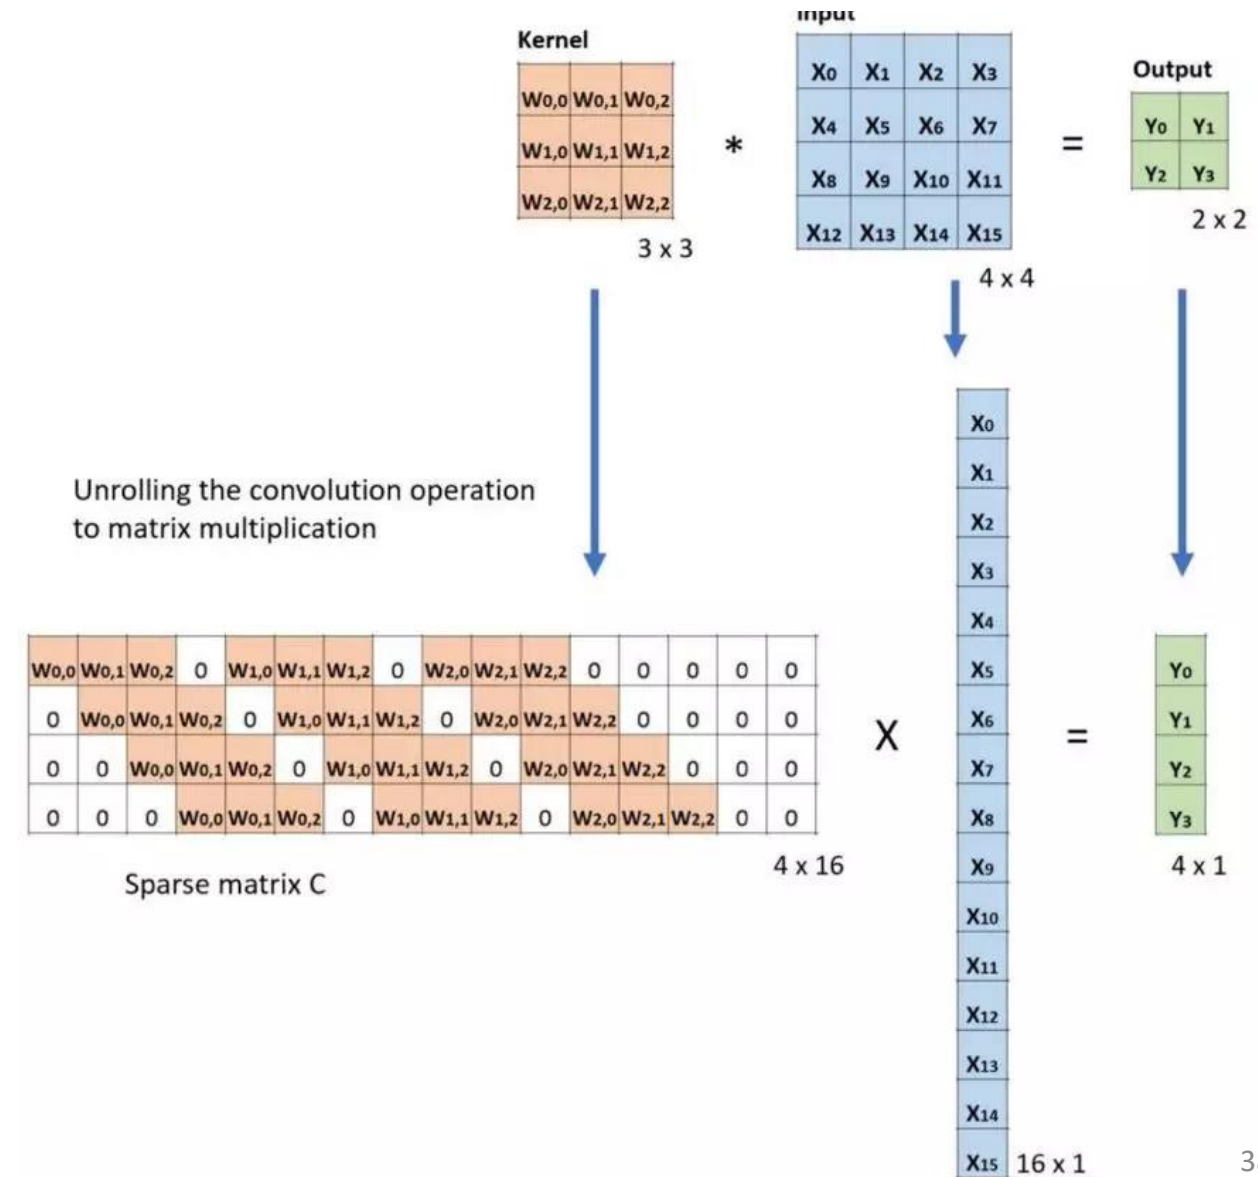 Kernel
W0,0 W0,1 W0,2
W1,0 W1,1 W1,2
W2,0 W2,1 W2,2
3 x 3
*
Input
X0 X1 X2 X3
X4 X5 X6 X7
X8 X9 X10 X11
X12 X13 X14 X15
4 x 4
=
Output
Y0 Y1
Y2 Y3
2 x 2
Unrolling the convolution operation
to matrix multiplication
W0,0 W0,1 W0,2 0 W1,0 W1,1 W1,2 0 W2,0 W2,1 W2,2 0 0 0 0 0
0 W0,0 W0,1 W0,2 0 W1,0 W1,1 W1,2 0 W2,0 W2,1 W2,2 0 0 0 0
0 0 W0,0 W0,1 W0,2 0 W1,0 W1,1 W1,2 0 W2,0 W2,1 W2,2 0 0 0
0 0 0 W0,0 W0,1 W0,2 0 W1,0 W1,1 W1,2 0 W2,0 W2,1 W2,2 0 0
4 x 16
Sparse matrix C
X
X0
X1
X2
X3
X4
X5
X6
X7
X8
X9
X10
X11
X12
X13
X14
X15
16 x 1
=
Y0
Y1
Y2
Y3
4 x 1